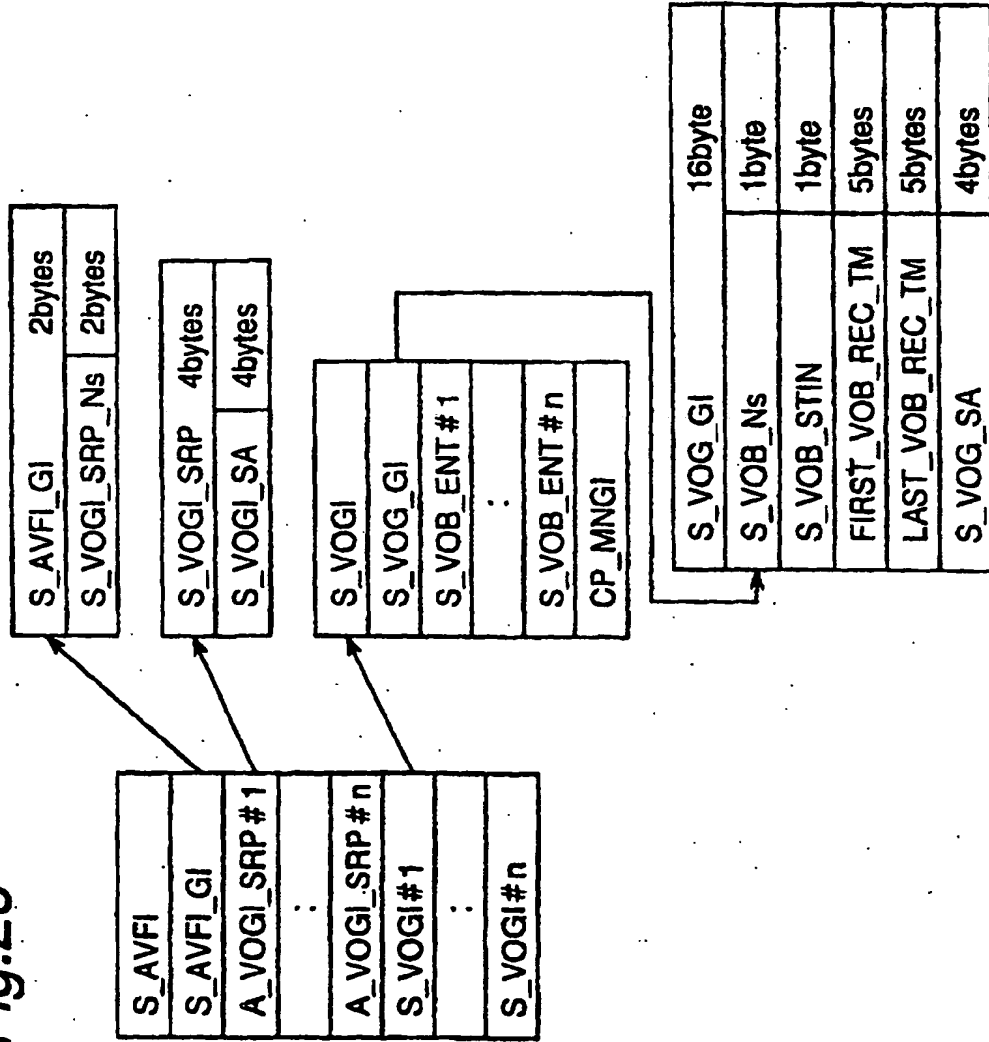 S_AVFI
S_AVFI_GI
A_VOGI_SRP#1
:
A_VOGI_SRP#n
S_VOGI#1
:
S_VOGI#n
S_AVFI_GI 2bytes
S_VOGI_SRP_Ns 2bytes
S_VOGI_SRP 4bytes
S_VOGI_SA 4bytes
S_VOGI
S_VOG_GI
S_VOB_ENT#1
:
S_VOB_ENT#n
CP_MNGI
S_VOG_GI 16byte
S_VOB_Ns 1byte
S_VOB_STIN 1byte
FIRST_VOB_REC_TM 5bytes
LAST_VOB_REC_TM 5bytes
S_VOG_SA 4bytes